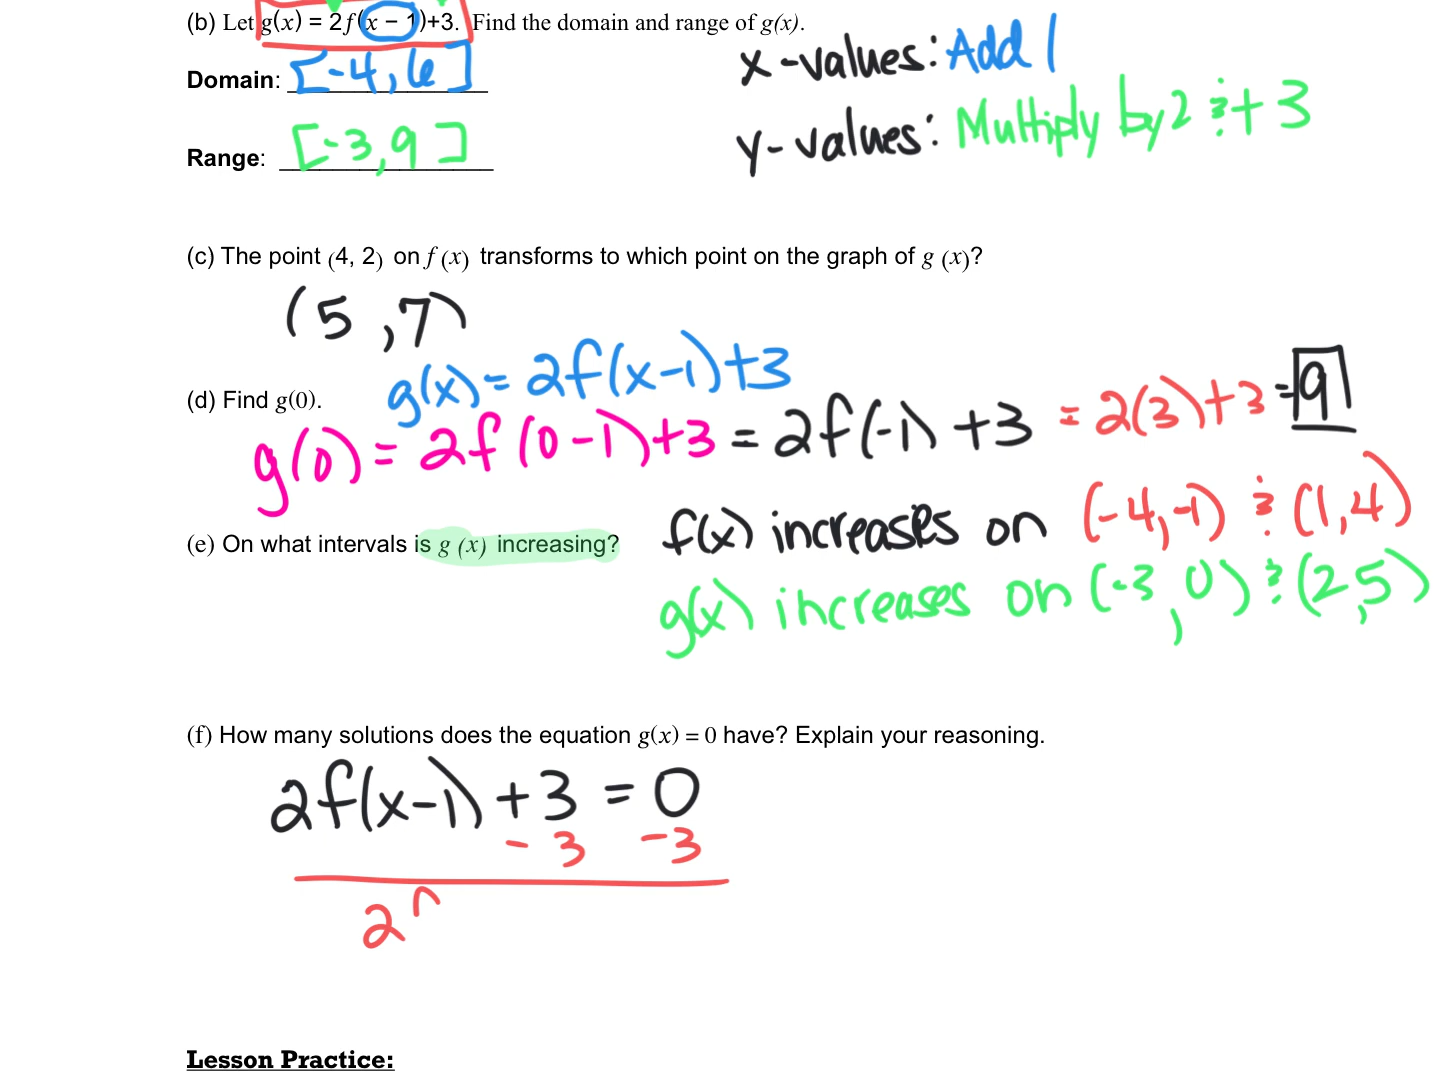 (b) Let g(x) = 2f(x − 1)+3. Find the domain and range of g(x).
x-values: Add 1
Domain: [-4, 6]
y-values: Multiply by 2 & + 3
Range: [-3, 9]
(c) The point (4, 2) on f (x) transforms to which point on the graph of g (x)?
(5, 7)
g(x) = 2f(x-1)+3
(d) Find g(0).
g(0) = 2f(0-1)+3 = 2f(-1) +3 = 2(3)+3 = 9
f(x) increases on (-4,-1) & (1,4)
(e) On what intervals is g (x) increasing?
g(x) increases on (-3, 0) & (2,5)
(f) How many solutions does the equation g(x) = 0 have? Explain your reasoning.
2f(x-1) +3 = 0
- 3 -3
2
Lesson Practice: